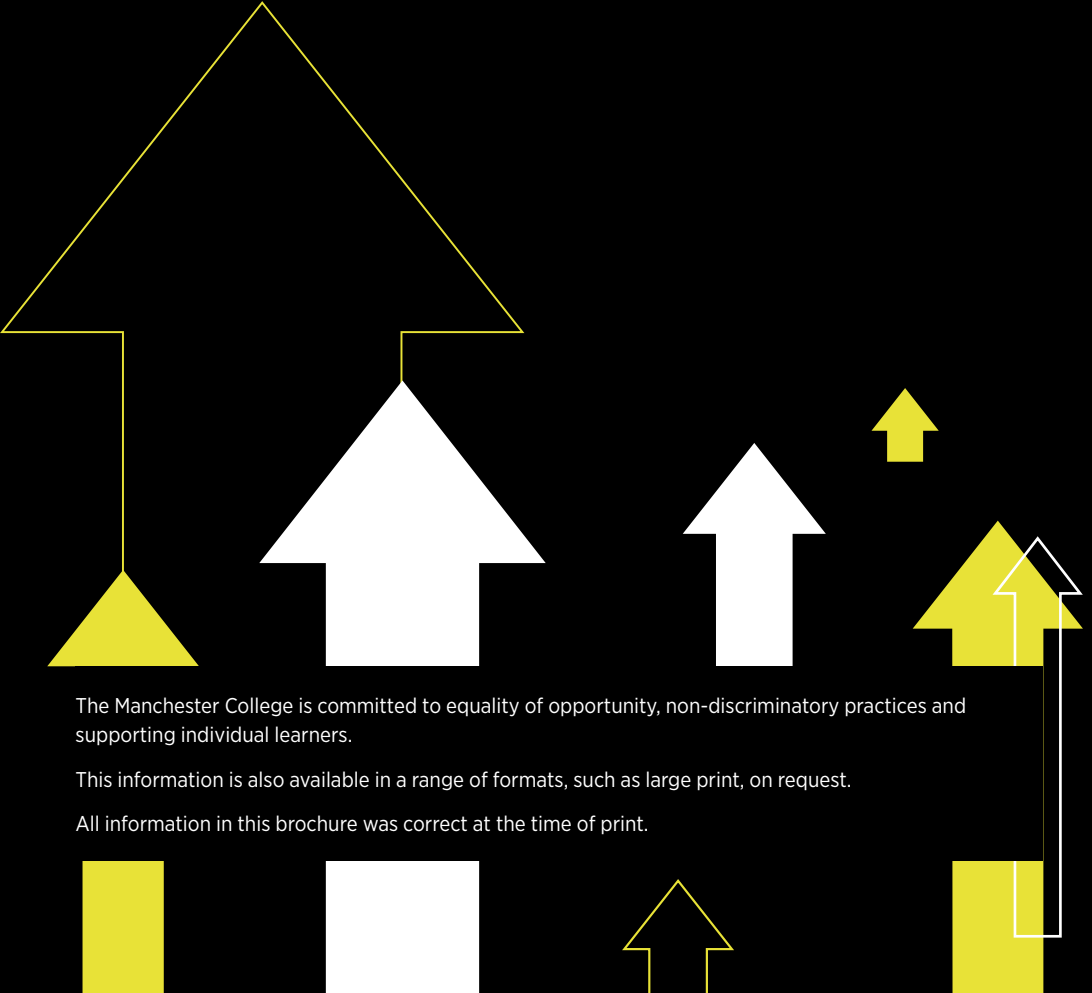 The Manchester College is committed to equality of opportunity, non-discriminatory practices and
supporting individual learners.
This information is also available in a range of formats, such as large print, on request.
All information in this brochure was correct at the time of print.